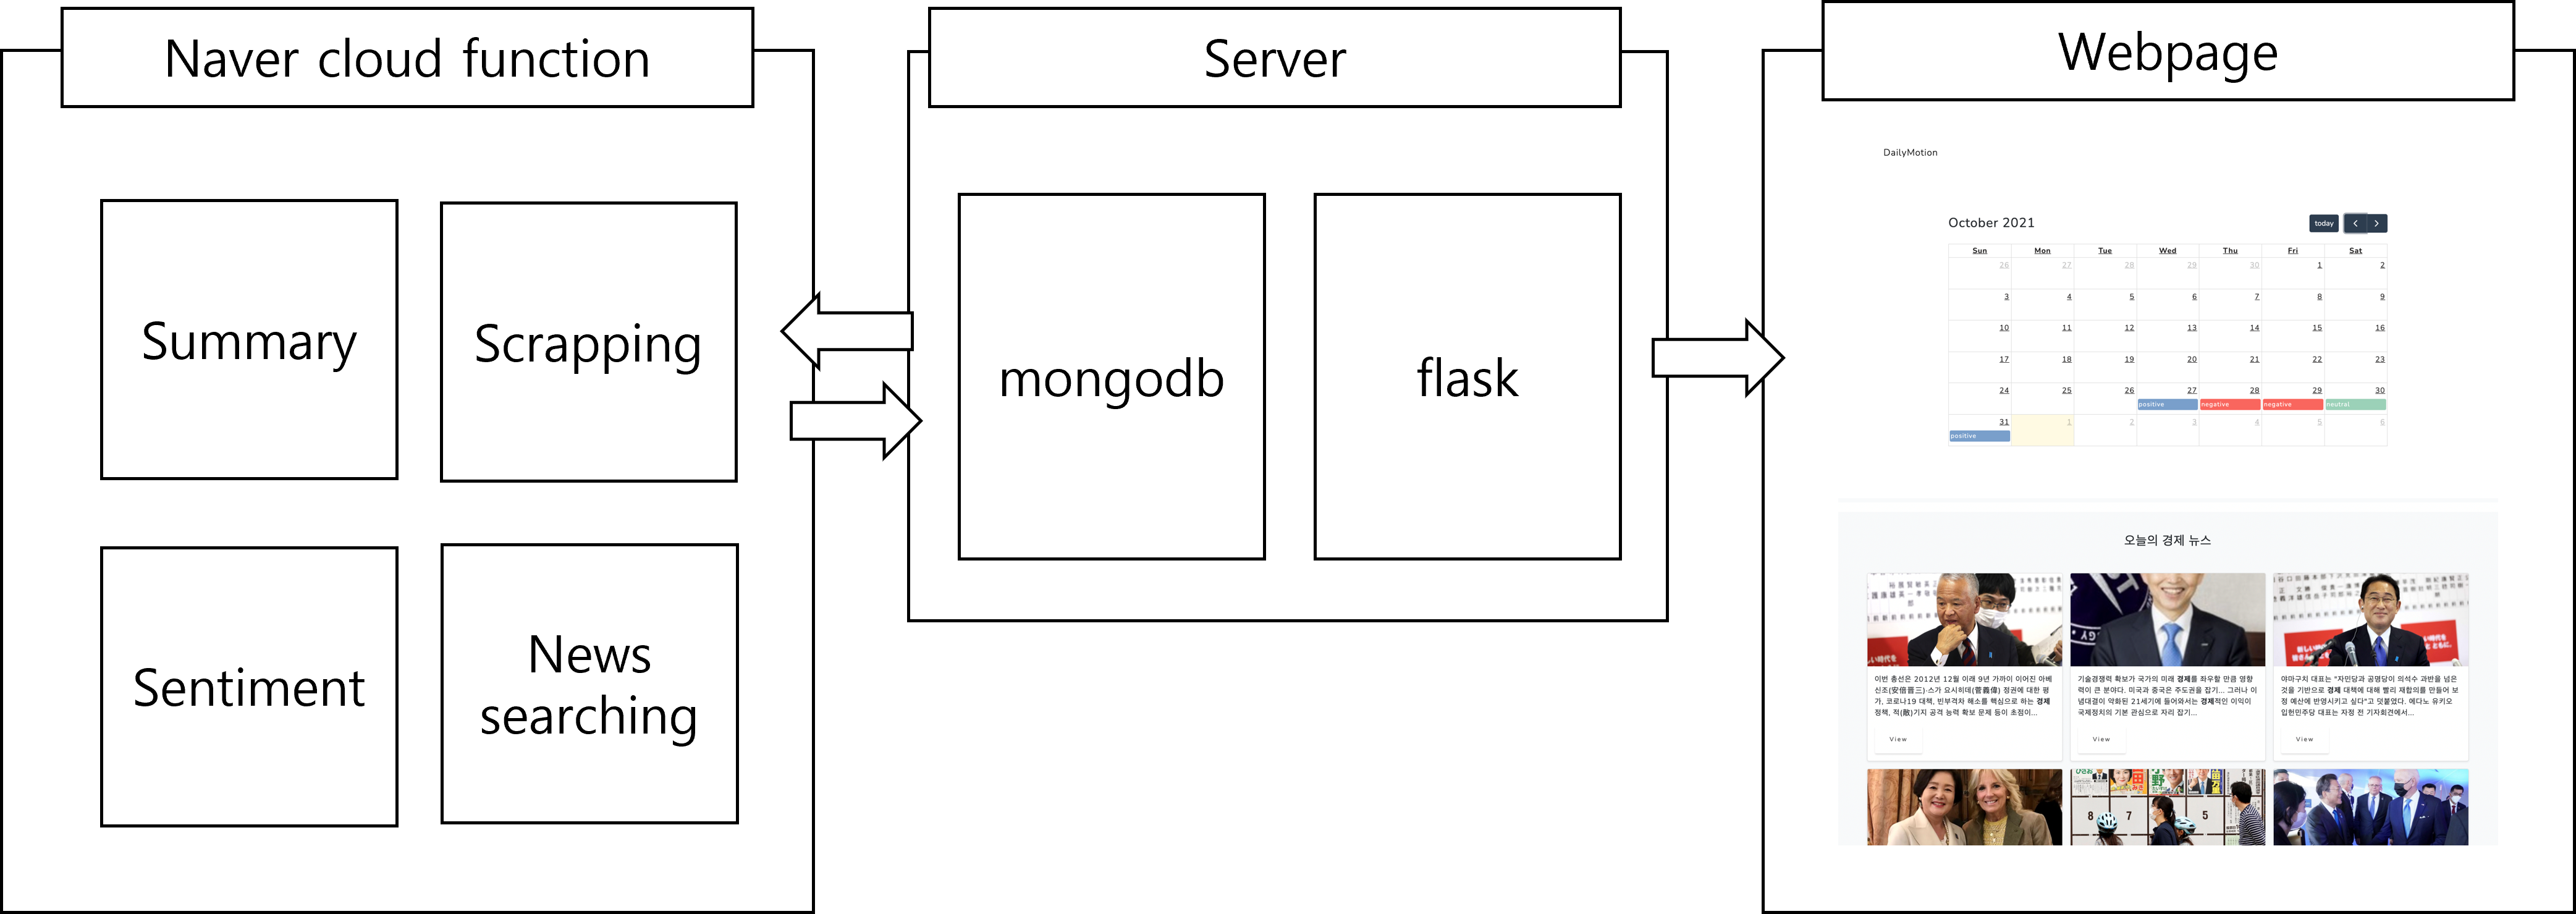 Naver cloud function
Summary
Scrapping
Sentiment
News
searching
Server
mongodb
flask
Webpage
DailyMotion
October 2021
today
Sun Mon Tue Wed Thu Fri Sat
26 27 28 29 30 1 2
3 4 5 6 7 8 9
10 11 12 13 14 15 16
17 18 19 20 21 22 23
24 25 26 27 28 29 30
positive negative negative neutral
31 1 2 3 4 5 6
positive
오늘의 경제 뉴스
이번 총선은 2012년 12월 이래 9년 가까이 이어진 아베
신조(安倍晋三)·스가 요시히데(菅義偉) 정권에 대한 평
가, 코로나19 대책, 빈부격차 해소를 핵심으로 하는 경제
정책, 적(敵)기지 공격 능력 확보 문제 등이 초점이...
View
기술경쟁력 확보가 국가의 미래 경제를 좌우할 만큼 영향
력이 큰 분야다. 미국과 중국은 주도권을 잡기... 그러나 이
념대결이 약화된 21세기에 들어와서는 경제적인 이익이
국제정치의 기본 관심으로 자리 잡기...
View
야마구치 대표는 "자민당과 공명당이 의석수 과반을 넘은
것을 기반으로 경제 대책에 대해 빨리 재합의를 만들어 보
정 예산에 반영시키고 싶다"고 덧붙였다. 에다노 유키오
입헌민주당 대표는 자정 전 기자회견에서...
View
8 7 5